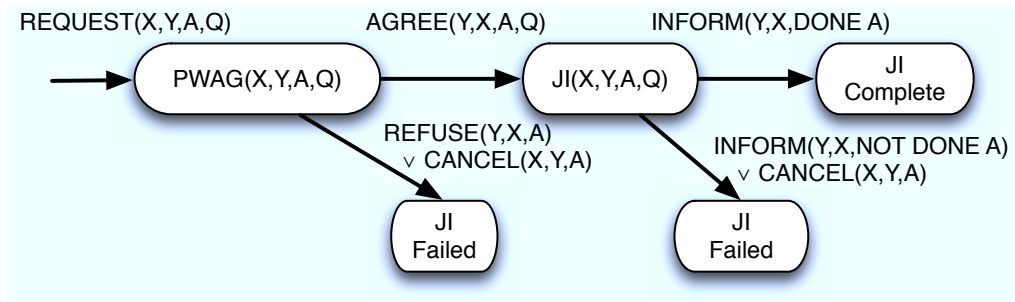 REQUEST(X,Y,A,Q)
AGREE(Y,X,A,Q)
INFORM(Y,X,DONE A)
PWAG(X,Y,A,Q)
JI(X,Y,A,Q)
JI
Complete
REFUSE(Y,X,A)
∨ CANCEL(X,Y,A)
INFORM(Y,X,NOT DONE A)
∨ CANCEL(X,Y,A)
JI
Failed
JI
Failed